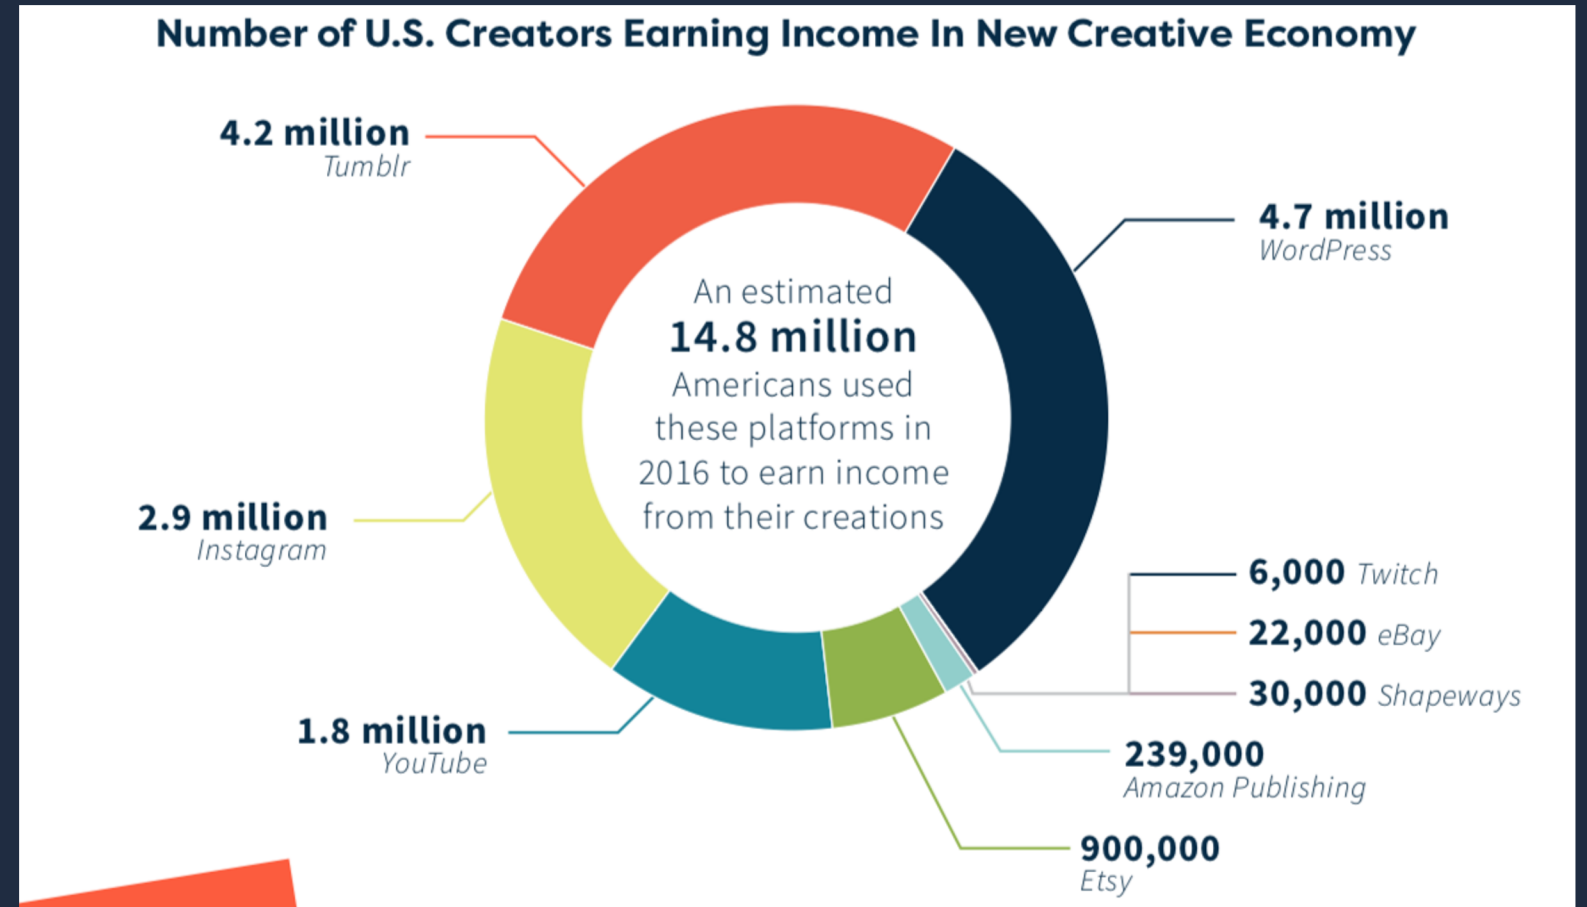 Number of U.S. Creators Earning Income In New Creative Economy
4.2 million
Tumblr
4.7 million
WordPress
An estimated
14.8 million
Americans used
these platforms in
2016 to earn income
from their creations
2.9 million
Instagram
6,000 Twitch
22,000 eBay
30,000 Shapeways
1.8 million
YouTube
239,000
Amazon Publishing
900,000
Etsy